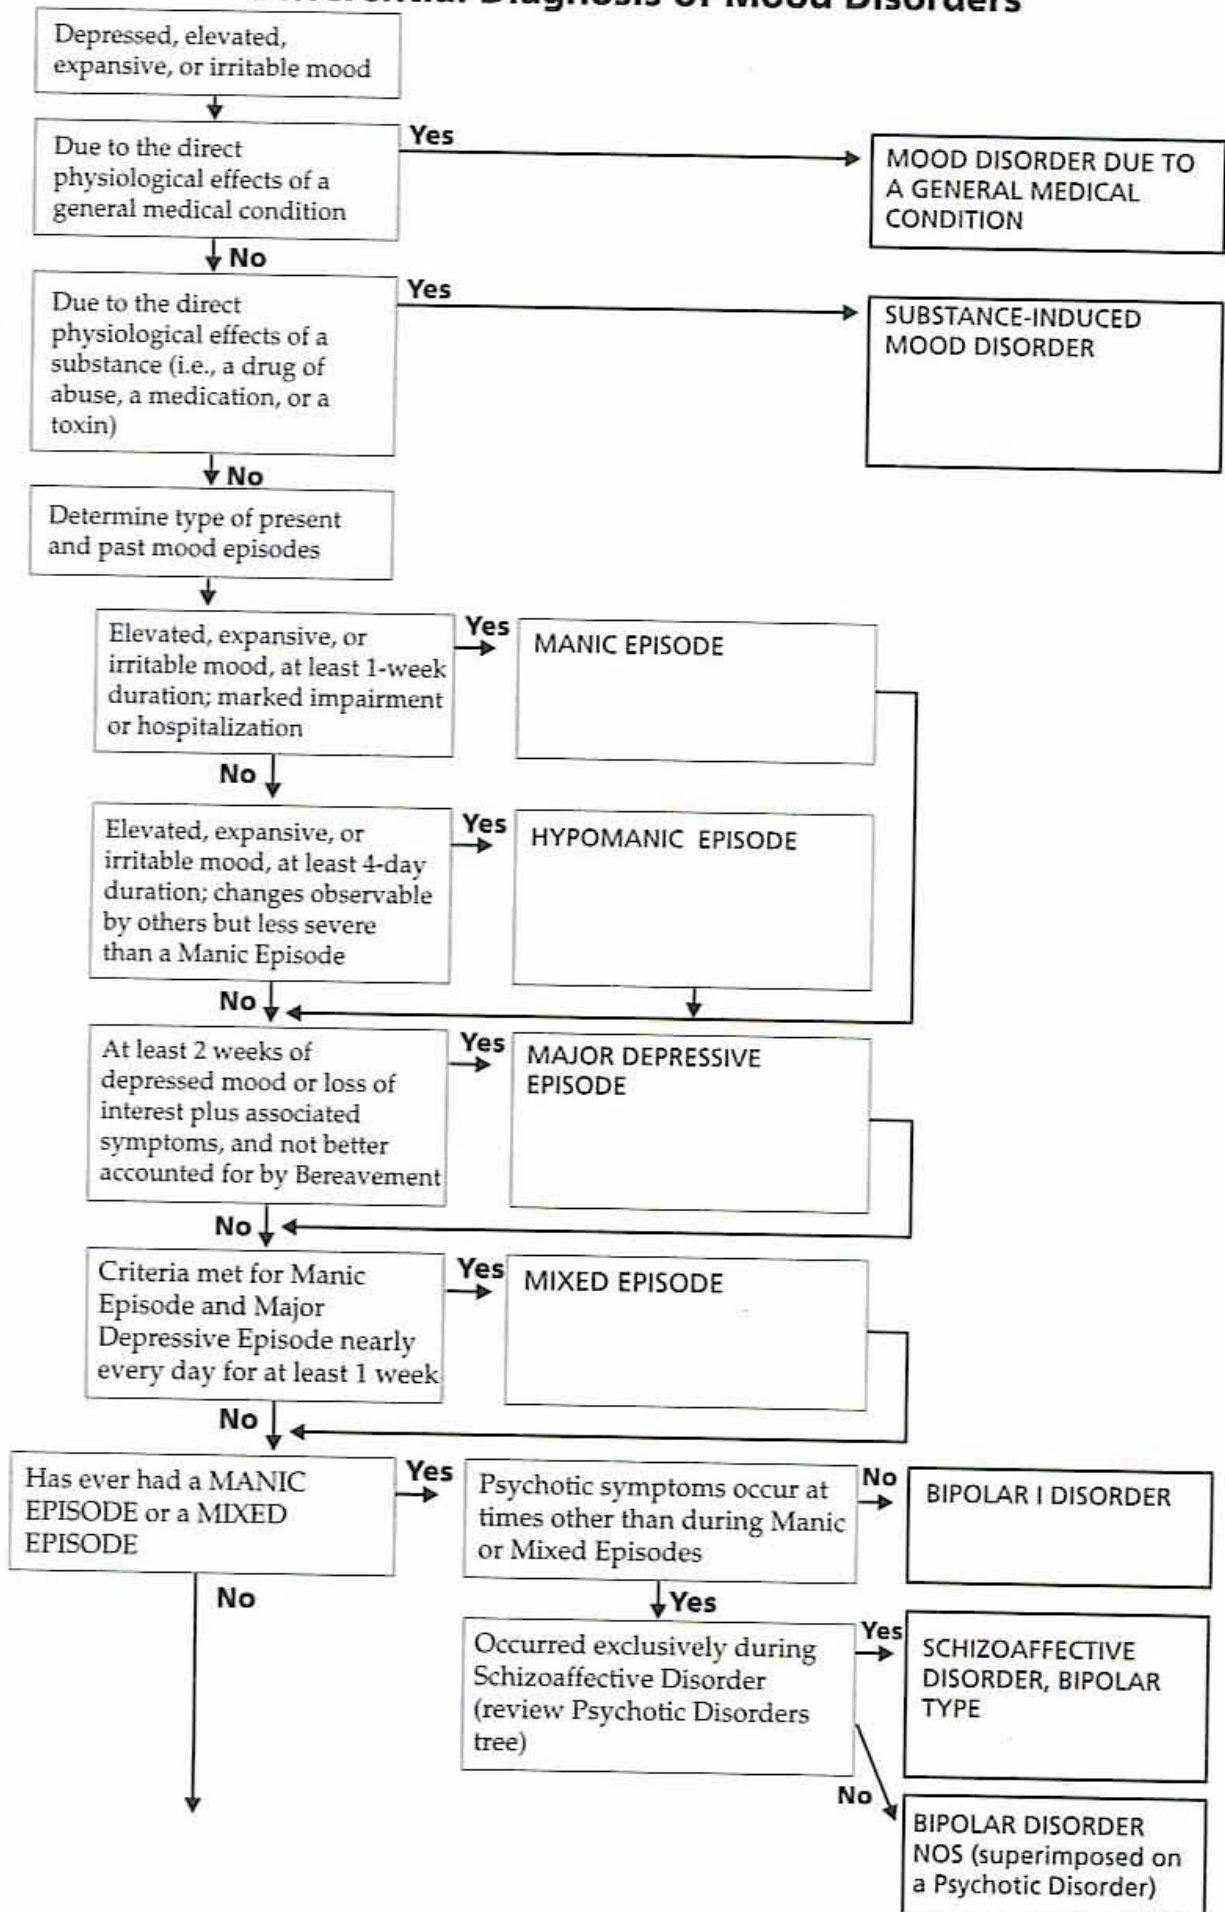 Diagnosis of Mood Disorders
Depressed, elevated,
expansive, or irritable mood
Due to the direct
physiological effects of a
general medical condition
Yes
MOOD DISORDER DUE TO
A GENERAL MEDICAL
CONDITION
No
Due to the direct
physiological effects of a
substance (i.e., a drug of
abuse, a medication, or a
toxin)
Yes
SUBSTANCE-INDUCED
MOOD DISORDER
No
Determine type of present
and past mood episodes
Elevated, expansive, or
irritable mood, at least 1-week
duration; marked impairment
or hospitalization
Yes
MANIC EPISODE
No
Elevated, expansive, or
irritable mood, at least 4-day
duration; changes observable
by others but less severe
than a Manic Episode
Yes
HYPOMANIC EPISODE
No
At least 2 weeks of
depressed mood or loss of
interest plus associated
symptoms, and not better
accounted for by Bereavement
Yes
MAJOR DEPRESSIVE
EPISODE
No
Criteria met for Manic
Episode and Major
Depressive Episode nearly
every day for at least 1 week
Yes
MIXED EPISODE
No
Has ever had a MANIC
EPISODE or a MIXED
EPISODE
Yes
Psychotic symptoms occur at
times other than during Manic
or Mixed Episodes
No
BIPOLAR I DISORDER
No
Yes
Occurred exclusively during
Schizoaffective Disorder
(review Psychotic Disorders
tree)
Yes
SCHIZOAFFECTIVE
DISORDER, BIPOLAR
TYPE
No
BIPOLAR DISORDER
NOS (superimposed on
a Psychotic Disorder)